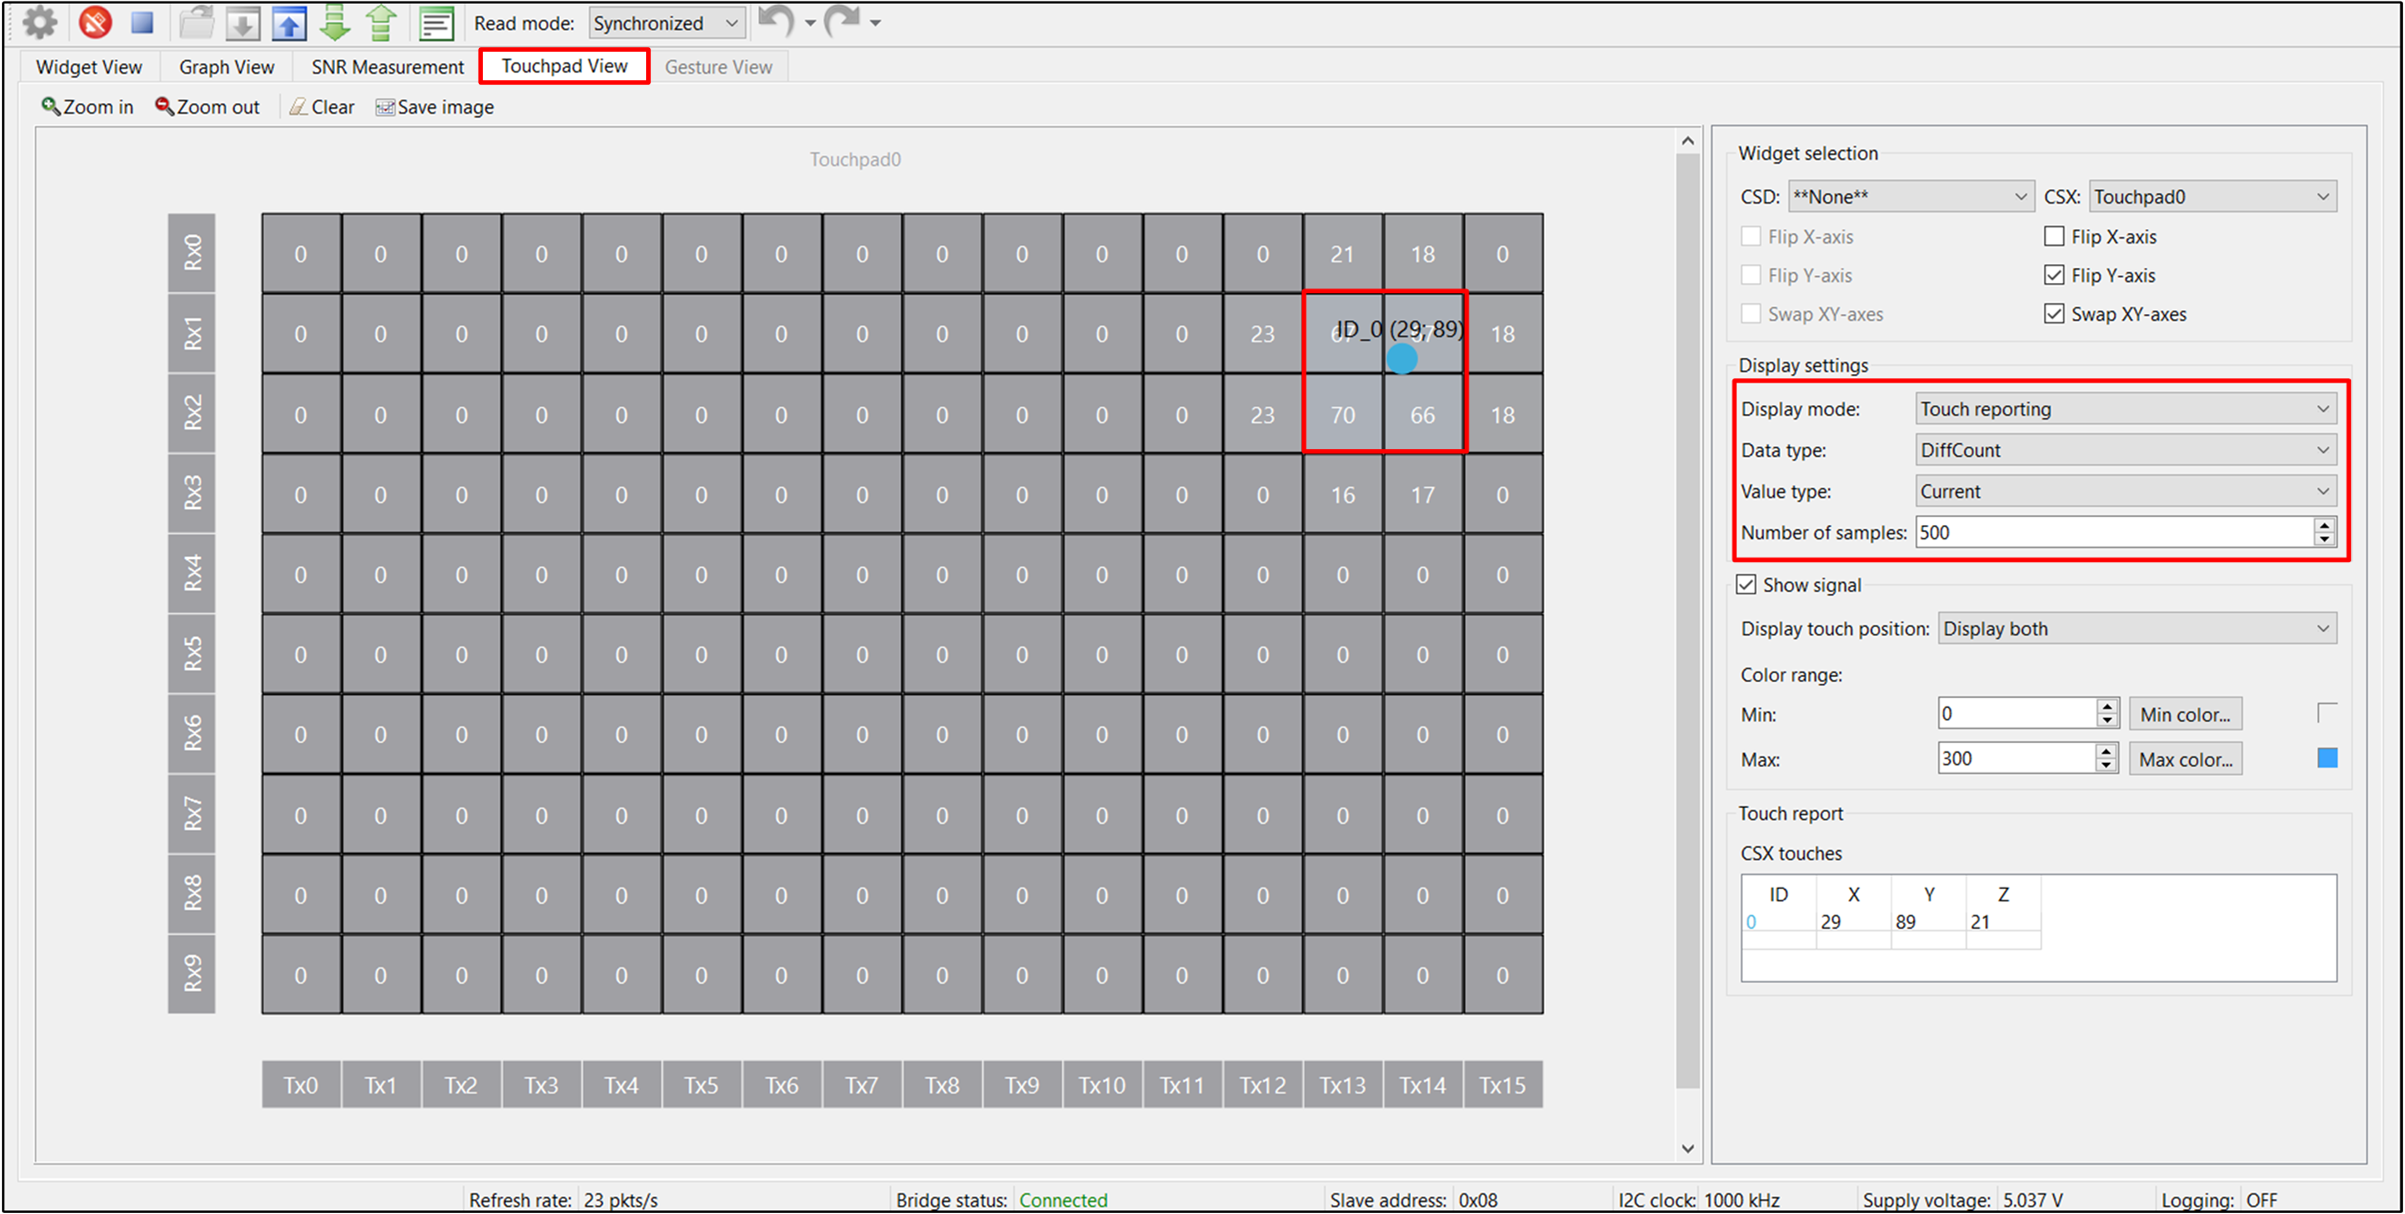 Read mode: Synchronized
Widget View Graph View SNR Measurement Touchpad View Gesture View
Zoom in Zoom out Clear Save image
Touchpad0
Rx0 0 0 0 0 0 0 0 0 0 0 0 0 0 21 18 0
Rx1 0 0 0 0 0 0 0 0 0 0 0 0 23 ID_0 (29; 89) 18
Rx2 0 0 0 0 0 0 0 0 0 0 0 0 23 70 66 18
Rx3 0 0 0 0 0 0 0 0 0 0 0 0 0 16 17 0
Rx4 0 0 0 0 0 0 0 0 0 0 0 0 0 0 0 0
Rx5 0 0 0 0 0 0 0 0 0 0 0 0 0 0 0 0
Rx6 0 0 0 0 0 0 0 0 0 0 0 0 0 0 0 0
Rx7 0 0 0 0 0 0 0 0 0 0 0 0 0 0 0 0
Rx8 0 0 0 0 0 0 0 0 0 0 0 0 0 0 0 0
Rx9 0 0 0 0 0 0 0 0 0 0 0 0 0 0 0 0
Tx0 Tx1 Tx2 Tx3 Tx4 Tx5 Tx6 Tx7 Tx8 Tx9 Tx10 Tx11 Tx12 Tx13 Tx14 Tx15
Widget selection
CSD: **None** CSX: Touchpad0
Flip X-axis Flip X-axis
Flip Y-axis Flip Y-axis
Swap XY-axes Swap XY-axes
Display settings
Display mode: Touch reporting
Data type: DiffCount
Value type: Current
Number of samples: 500
Show signal
Display touch position: Display both
Color range:
Min: 0 Min color...
Max: 300 Max color...
Touch report
CSX touches
ID X Y Z
0 29 89 21
Refresh rate: 23 pkts/s Bridge status: Connected Slave address: 0x08 I2C clock: 1000 kHz Supply voltage: 5.037 V Logging: OFF